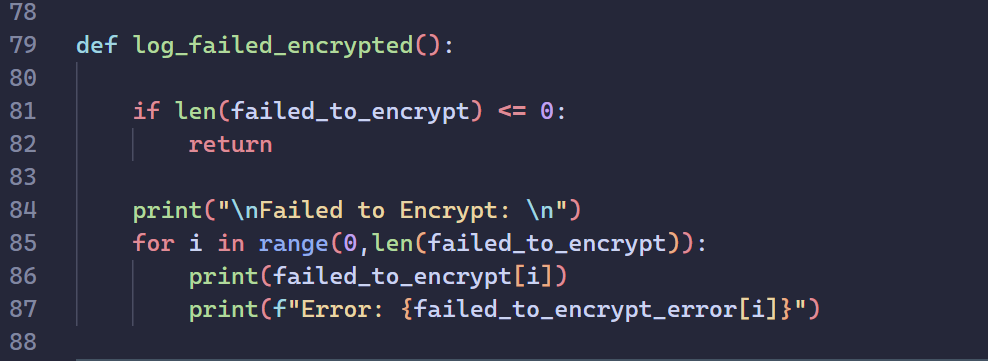 78
79 def log_failed_encrypted():
80
81     if len(failed_to_encrypt) <= 0:
82         return
83
84     print("\nFailed to Encrypt: \n")
85     for i in range(0,len(failed_to_encrypt)):
86         print(failed_to_encrypt[i])
87         print(f"Error: {failed_to_encrypt_error[i]}")
88